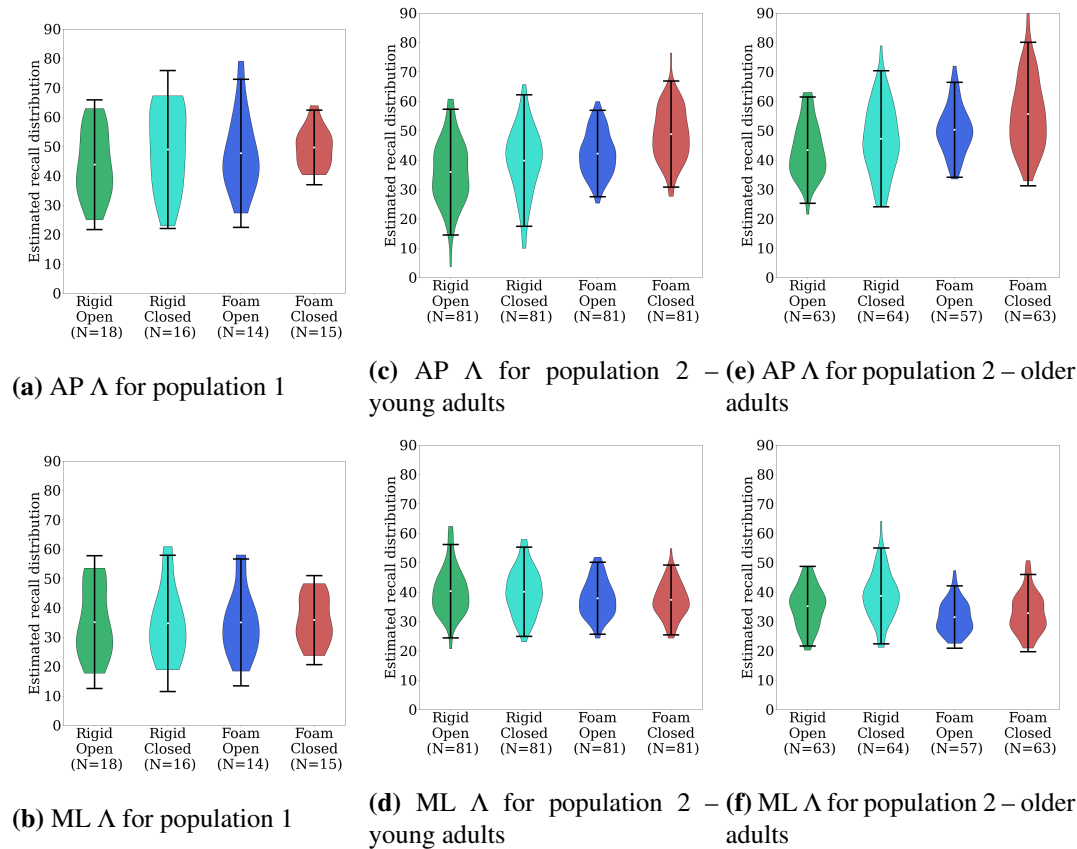 90
80
70
60
50
40
30
20
10
0
Estimated recall distribution
Rigid
Open
(N=18)
Rigid
Closed
(N=16)
Foam
Open
(N=14)
Foam
Closed
(N=15)
(a) AP Λ for population 1
90
80
70
60
50
40
30
20
10
0
Estimated recall distribution
Rigid
Open
(N=81)
Rigid
Closed
(N=81)
Foam
Open
(N=81)
Foam
Closed
(N=81)
(c) AP Λ for population 2 –
young adults
90
80
70
60
50
40
30
20
10
0
Estimated recall distribution
Rigid
Open
(N=63)
Rigid
Closed
(N=64)
Foam
Open
(N=57)
Foam
Closed
(N=63)
(e) AP Λ for population 2 – older
adults
90
80
70
60
50
40
30
20
10
0
Estimated recall distribution
Rigid
Open
(N=18)
Rigid
Closed
(N=16)
Foam
Open
(N=14)
Foam
Closed
(N=15)
(b) ML Λ for population 1
90
80
70
60
50
40
30
20
10
0
Estimated recall distribution
Rigid
Open
(N=81)
Rigid
Closed
(N=81)
Foam
Open
(N=81)
Foam
Closed
(N=81)
(d) ML Λ for population 2 –
young adults
90
80
70
60
50
40
30
20
10
0
Estimated recall distribution
Rigid
Open
(N=63)
Rigid
Closed
(N=64)
Foam
Open
(N=57)
Foam
Closed
(N=63)
(f) ML Λ for population 2 – older
adults